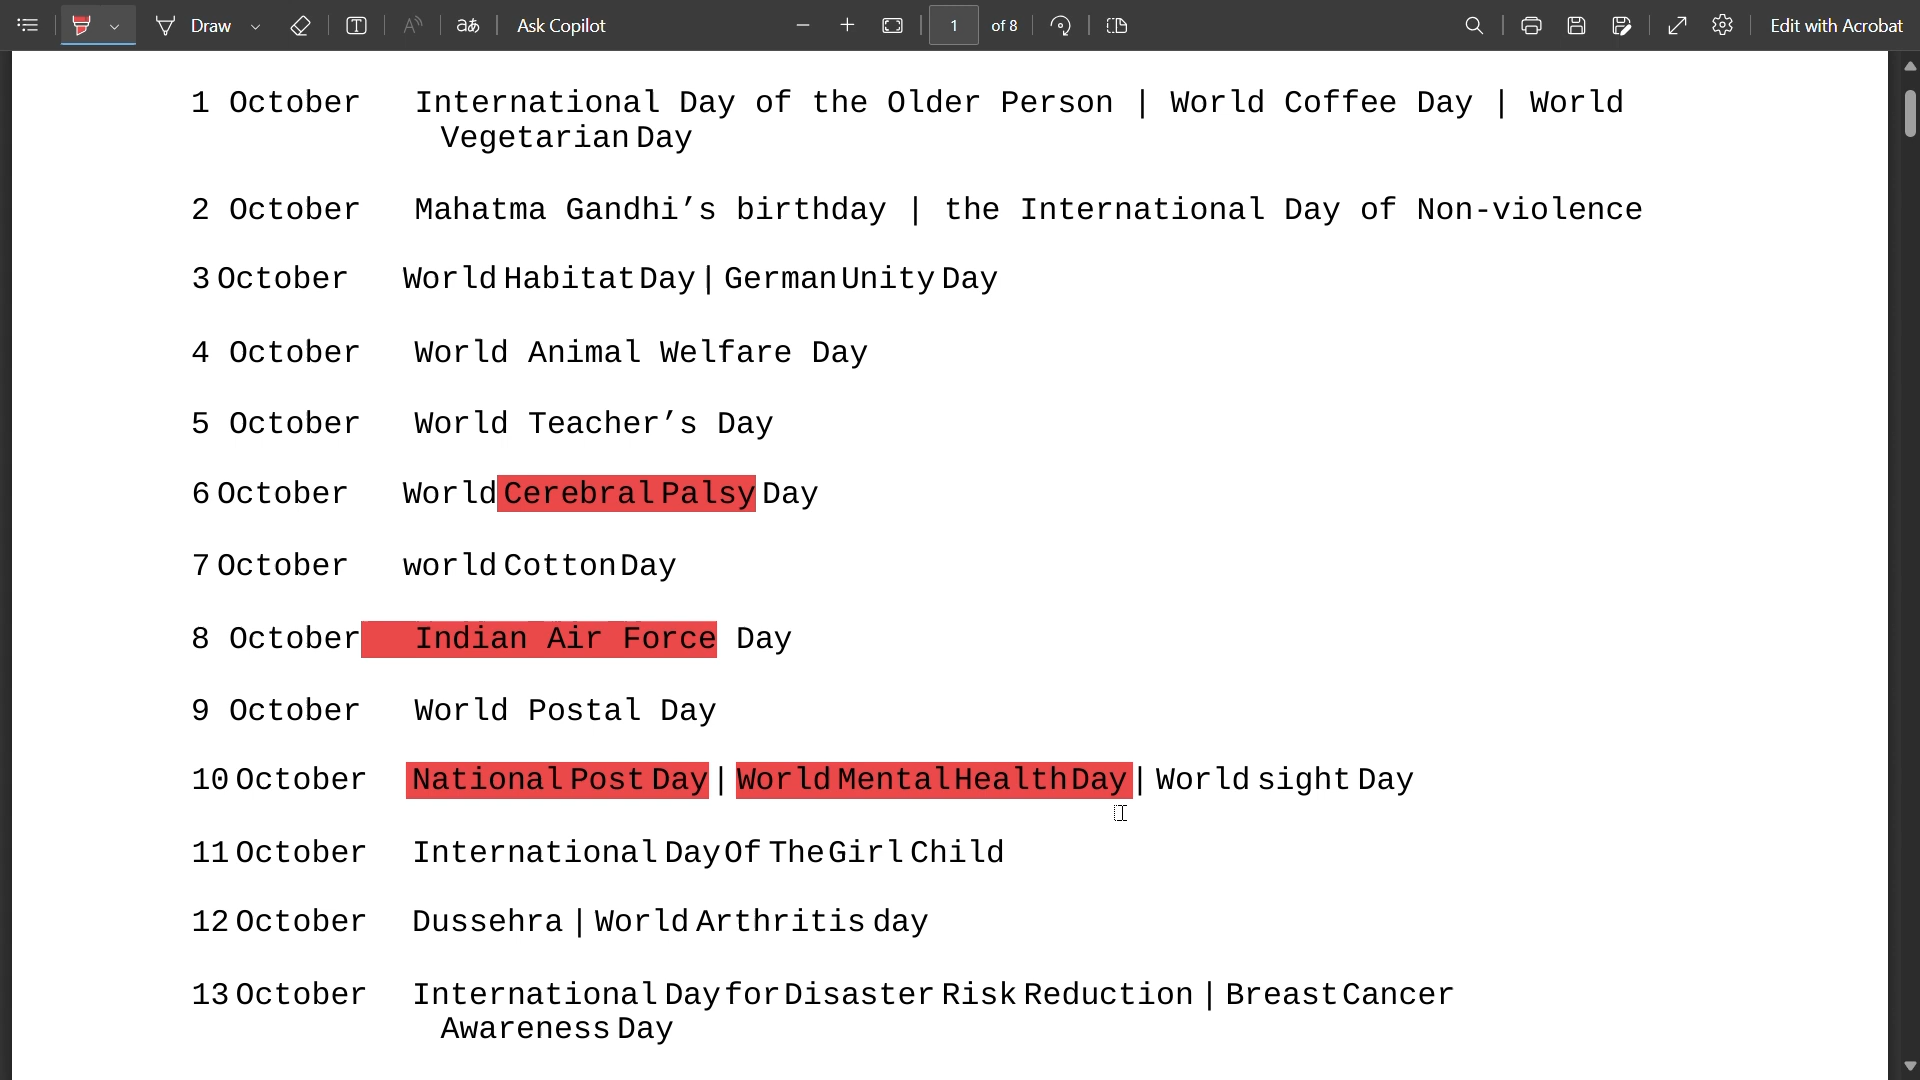 Draw
aあ
Ask Copilot
1
of 8
Edit with Acrobat
1 October International Day of the Older Person | World Coffee Day | World
Vegetarian Day
2 October Mahatma Gandhi’s birthday | the International Day of Non-violence
3 October World Habitat Day | German Unity Day
4 October World Animal Welfare Day
5 October World Teacher’s Day
6 October World Cerebral Palsy Day
7 October world Cotton Day
8 October Indian Air Force Day
9 October World Postal Day
10 October National Post Day | World Mental Health Day | World sight Day
11 October International Day Of The Girl Child
12 October Dussehra | World Arthritis day
13 October International Day for Disaster Risk Reduction | Breast Cancer
Awareness Day